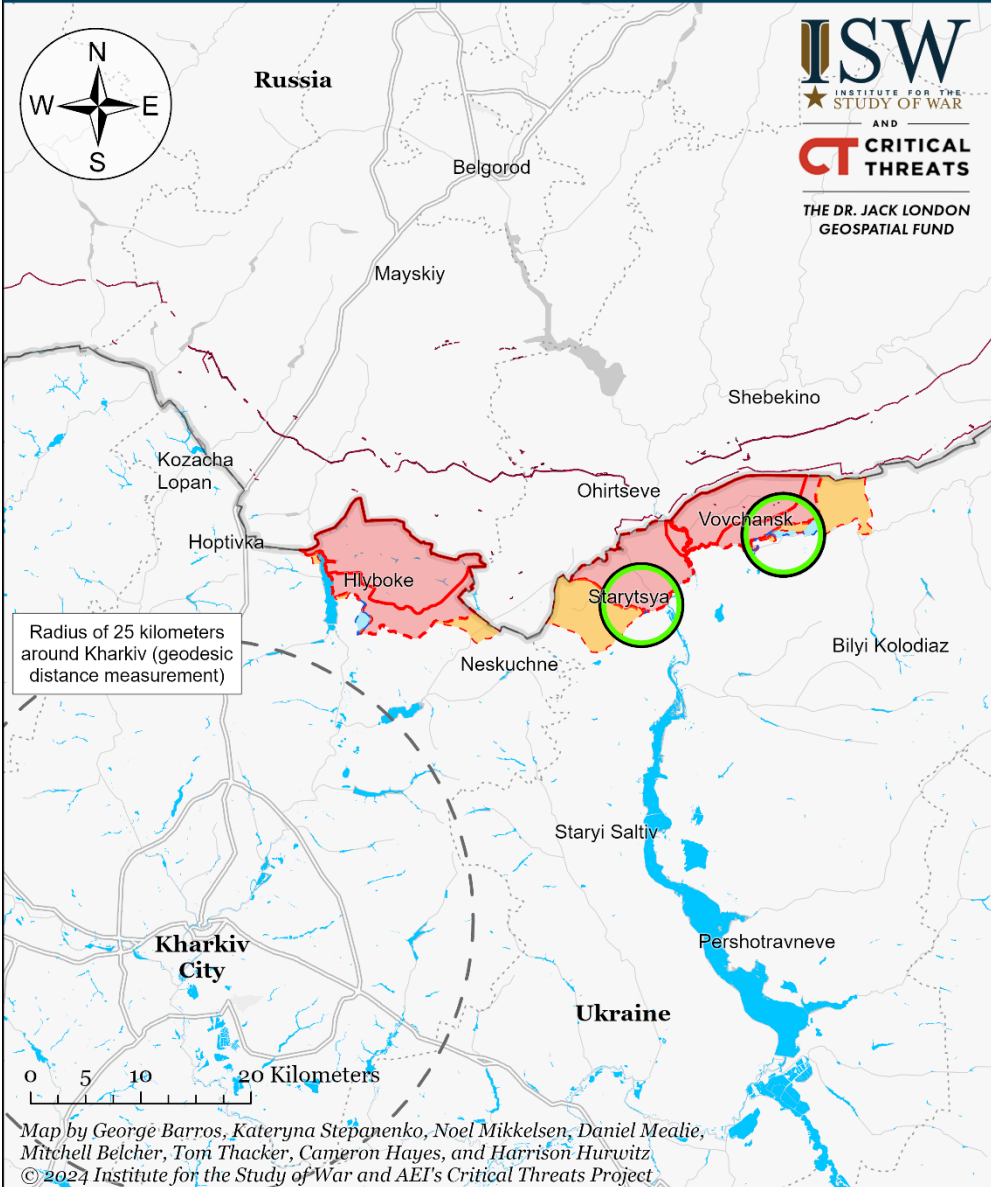 N
W
E
S
Russia
ISW
INSTITUTE FOR THE
STUDY OF WAR
AND
CT CRITICAL
THREATS
THE DR. JACK LONDON
GEOSPATIAL FUND
Belgorod
Mayskiy
Shebekino
Kozacha
Lopan
Ohirtseve
Vovchansk
Hoptivka
Hlyboke
Starytsya
Radius of 25 kilometers
around Kharkiv (geodesic
distance measurement)
Neskuchne
Bilyi Kolodiaz
Staryi Saltiv
Kharkiv
City
Pershotravneve
Ukraine
0 5 10 20 Kilometers
Map by George Barros, Kateryna Stepanenko, Noel Mikkelsen, Daniel Mealie,
Mitchell Belcher, Tom Thacker, Cameron Hayes, and Harrison Hurwitz
© 2024 Institute for the Study of War and AEI's Critical Threats Project